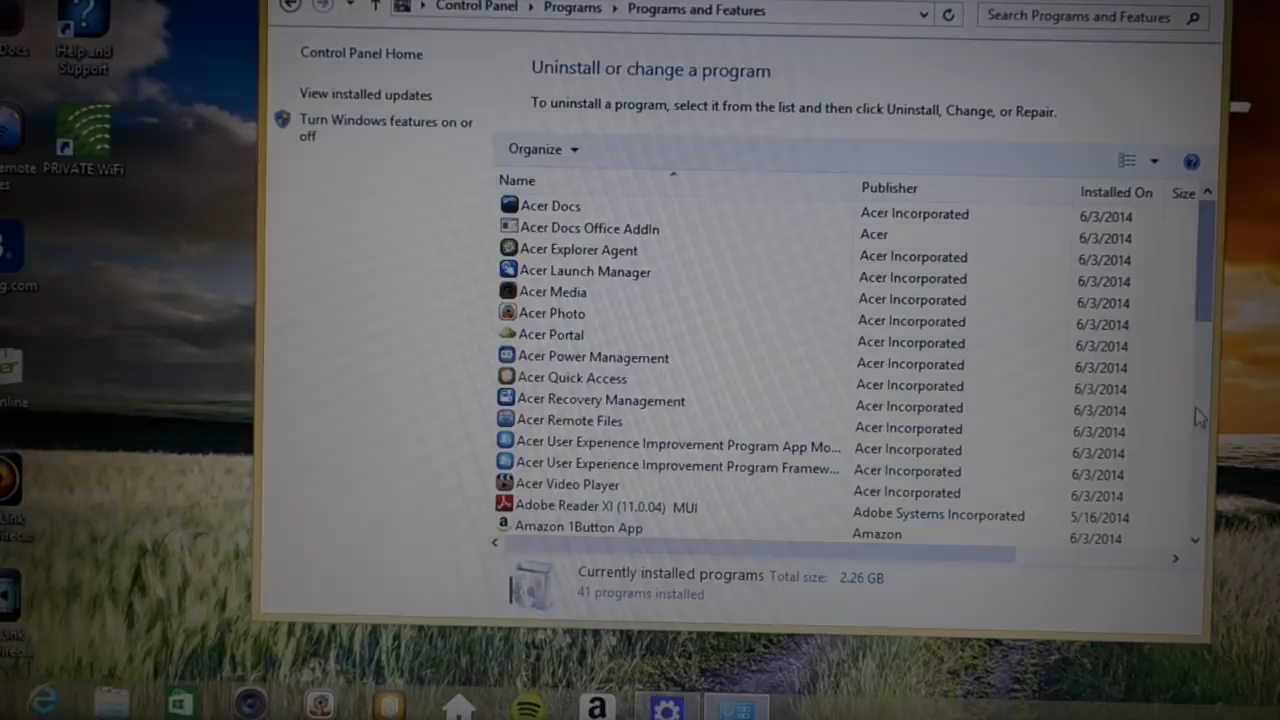 Control Panel
Programs
Programs and Features
Search Programs and Features
Docs
Help and
Support
Control Panel Home
View installed updates
Turn Windows features on or
off
Uninstall or change a program
To uninstall a program, select it from the list and then click Uninstall, Change, or Repair.
PRIVATE WiFi
Organize
Name Publisher Installed On Size
Acer Docs Acer Incorporated 6/3/2014
Acer Docs Office AddIn Acer 6/3/2014
Acer Explorer Agent Acer Incorporated 6/3/2014
Acer Launch Manager Acer Incorporated 6/3/2014
Acer Media Acer Incorporated 6/3/2014
Acer Photo Acer Incorporated 6/3/2014
Acer Portal Acer Incorporated 6/3/2014
Acer Power Management Acer Incorporated 6/3/2014
Acer Quick Access Acer Incorporated 6/3/2014
Acer Recovery Management Acer Incorporated 6/3/2014
Acer Remote Files Acer Incorporated 6/3/2014
Acer User Experience Improvement Program App Mo... Acer Incorporated 6/3/2014
Acer User Experience Improvement Program Framew... Acer Incorporated 6/3/2014
Acer Video Player Acer Incorporated 6/3/2014
Adobe Reader XI (11.0.04) MUI Adobe Systems Incorporated 5/16/2014
Amazon 1Button App Amazon 6/3/2014
Currently installed programs Total size: 2.26 GB
41 programs installed